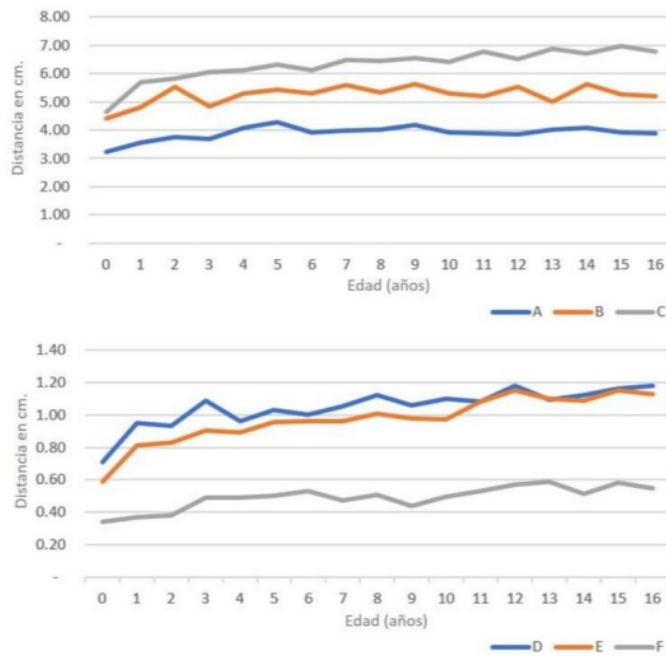 8.00
7.00
6.00
5.00
4.00
3.00
2.00
1.00
-
Distancia en cm.
0 1 2 3 4 5 6 7 8 9 10 11 12 13 14 15 16
Edad (años)
A B C
1.40
1.20
1.00
0.80
0.60
0.40
0.20
-
Distancia en cm.
0 1 2 3 4 5 6 7 8 9 10 11 12 13 14 15 16
Edad (años)
D E F